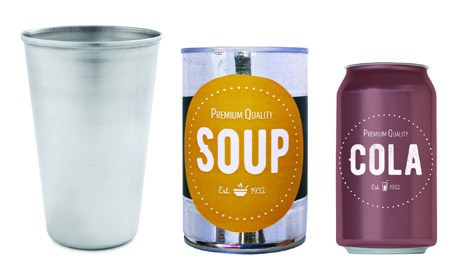 PREMIUM QUALITY
SOUP
Est. 1932
PREMIUM QUALITY
COLA
Est. 1932